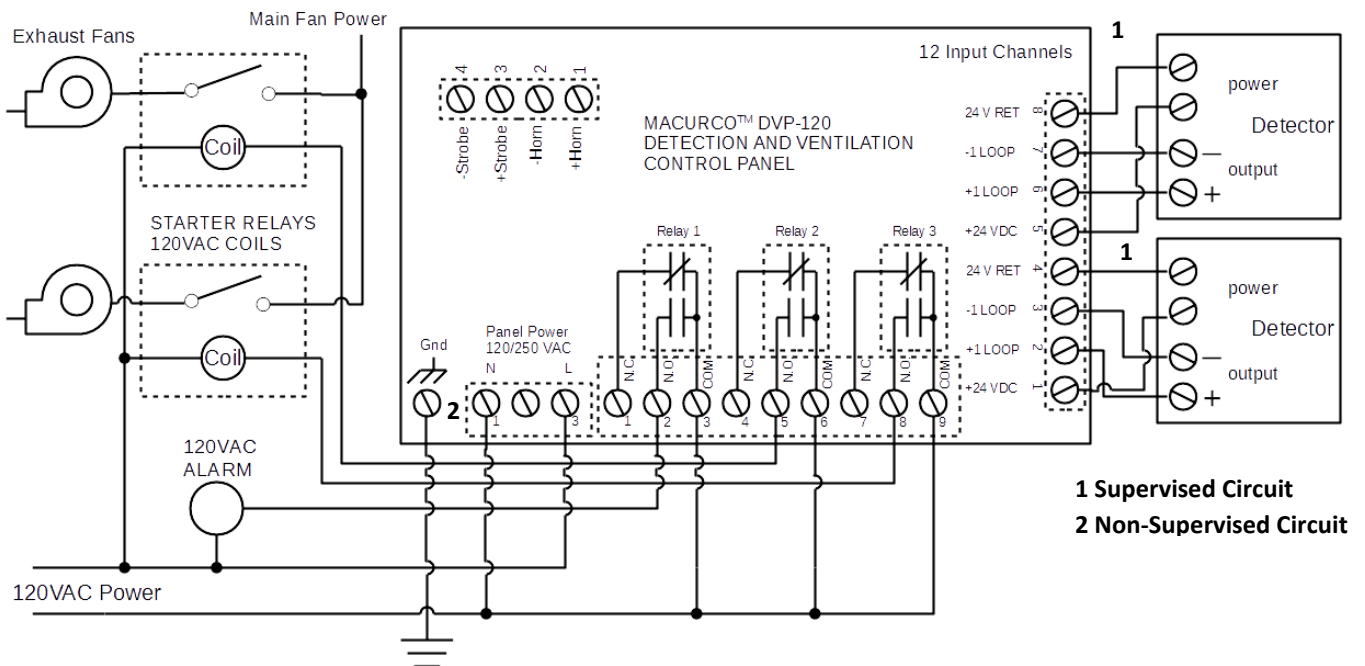 Main Fan Power
Exhaust Fans
Coil
STARTER RELAYS
120VAC COILS
Coil
120VAC
ALARM
120VAC Power
4
3
2
1
-Strobe
+Strobe
-Horn
+Horn
MACURCO™ DVP-120
DETECTION AND VENTILATION
CONTROL PANEL
12 Input Channels
Relay 1
Relay 2
Relay 3
Gnd
2
Panel Power
120/250 VAC
N
L
1
3
N.C.
N.O
COM
N.C.
N.O
COM
N.C.
N.O
COM
1
2
3
4
5
6
7
8
9
24 V RET
8
-1 LOOP
7
+1 LOOP
6
+24 VDC
5
24 V RET
4
-1 LOOP
3
+1 LOOP
2
+24 VDC
1
1
power
Detector
–
output
+
1
power
Detector
–
output
+
1 Supervised Circuit
2 Non-Supervised Circuit